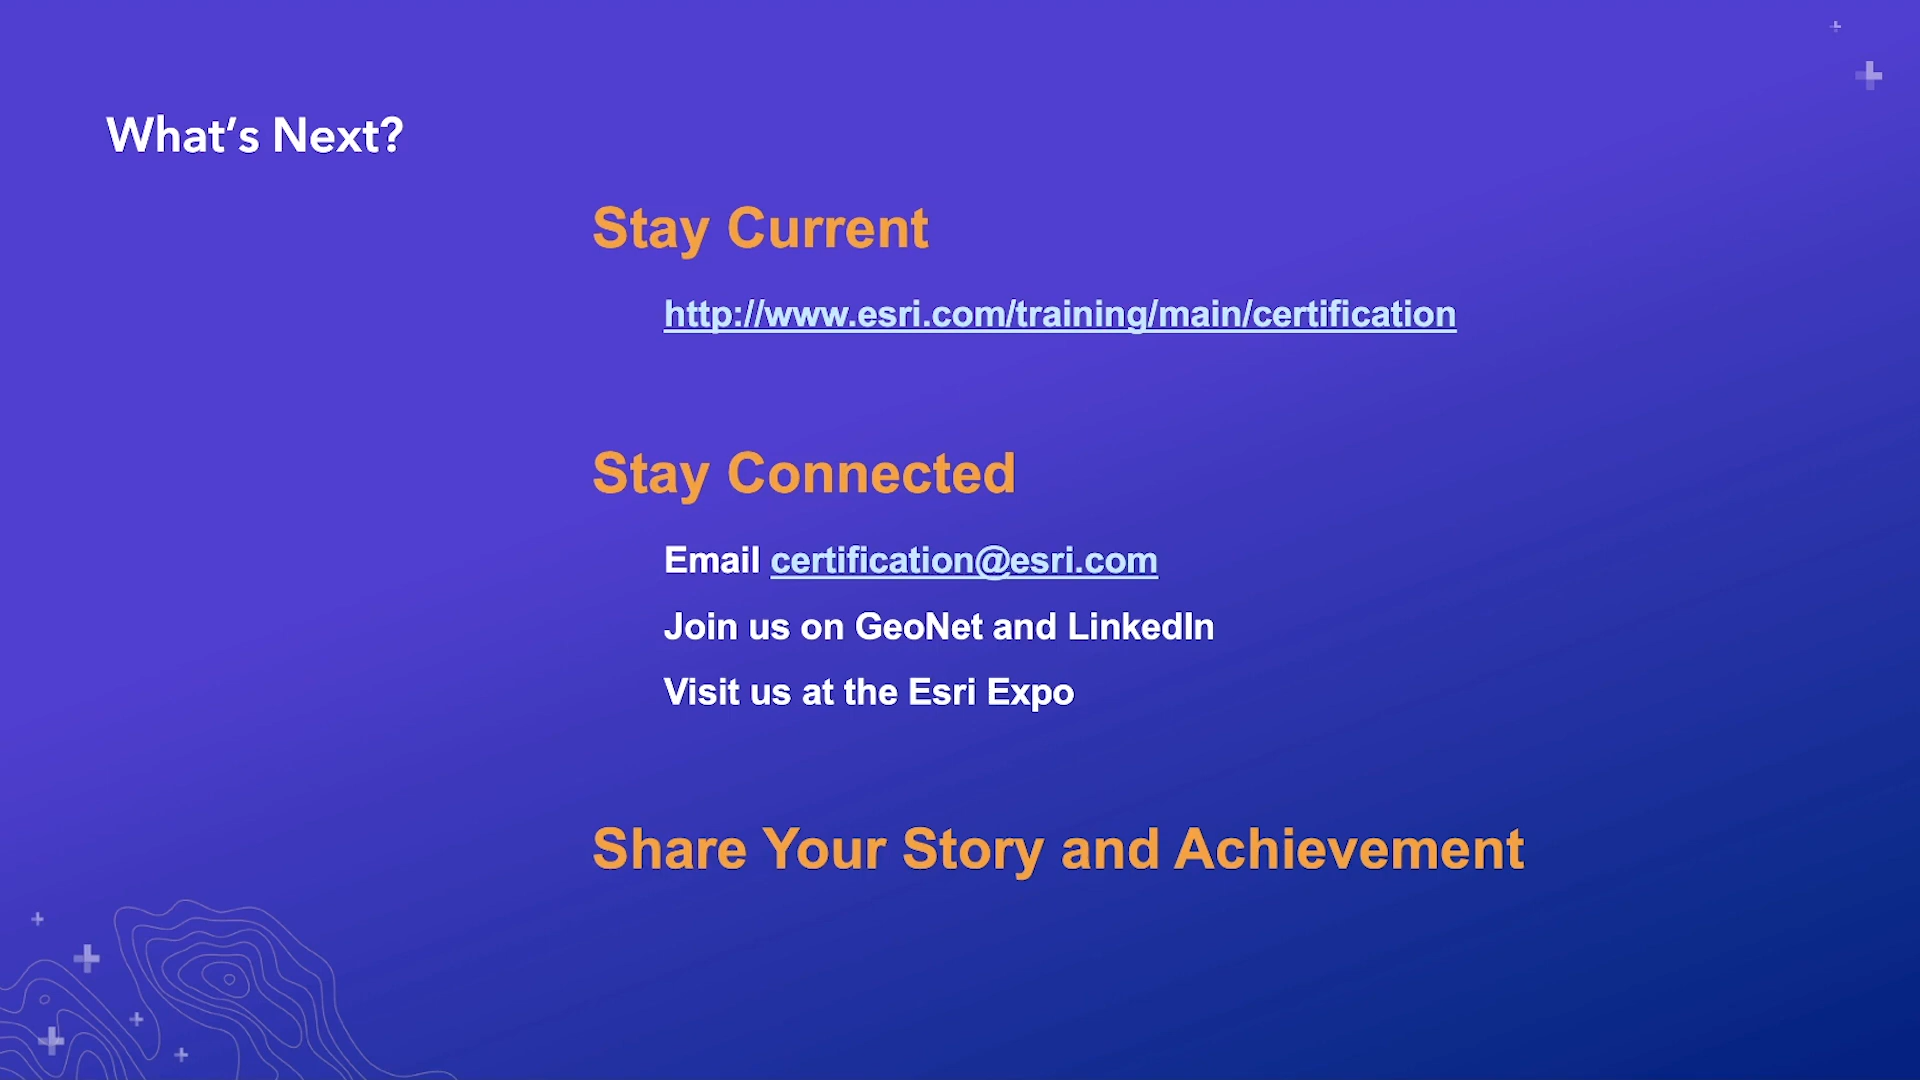 What’s Next?
Stay Current
http://www.esri.com/training/main/certification
Stay Connected
Email certification@esri.com
Join us on GeoNet and LinkedIn
Visit us at the Esri Expo
Share Your Story and Achievement